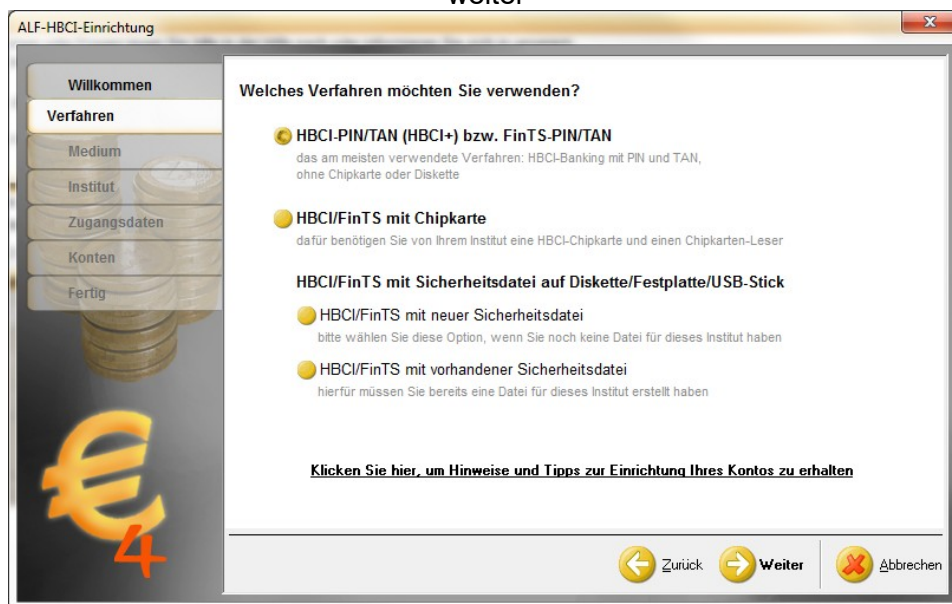 weiter
ALF-HBCI-Einrichtung
Willkommen
Verfahren
Medium
Institut
Zugangsdaten
Konten
Fertig
Welches Verfahren möchten Sie verwenden?
HBCI-PIN/TAN (HBCI+) bzw. FinTS-PIN/TAN
das am meisten verwendete Verfahren: HBCI-Banking mit PIN und TAN,
ohne Chipkarte oder Diskette
HBCI/FinTS mit Chipkarte
dafür benötigen Sie von Ihrem Institut eine HBCI-Chipkarte und einen Chipkarten-Leser
HBCI/FinTS mit Sicherheitsdatei auf Diskette/Festplatte/USB-Stick
HBCI/FinTS mit neuer Sicherheitsdatei
bitte wählen Sie diese Option, wenn Sie noch keine Datei für dieses Institut haben
HBCI/FinTS mit vorhandener Sicherheitsdatei
hierfür müssen Sie bereits eine Datei für dieses Institut erstellt haben
Klicken Sie hier, um Hinweise und Tipps zur Einrichtung Ihres Kontos zu erhalten
€
4
Zurück Weiter Abbrechen